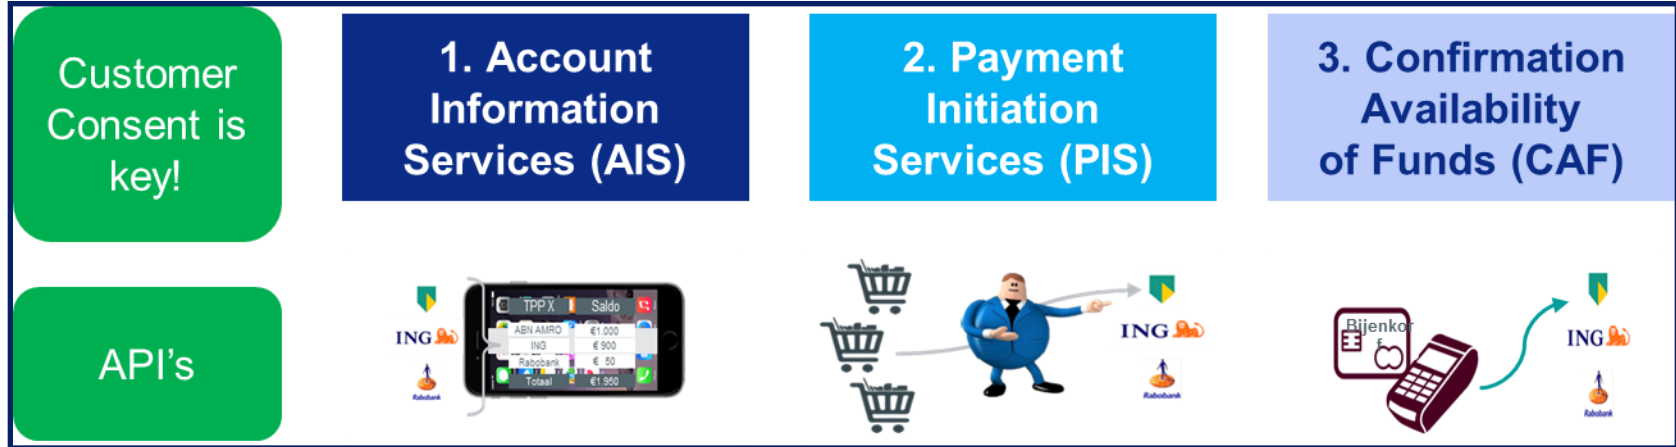 Customer
Consent is
key!
1. Account
Information
Services (AIS)
2. Payment
Initiation
Services (PIS)
3. Confirmation
Availability
of Funds (CAF)
API's
ING
Rabobank
TPP X Saldo
ABN AMRO €1.000
ING € 900
Rabobank € 50
Totaal €1.950
ING
Rabobank
Bijenkor
f
ING
Rabobank